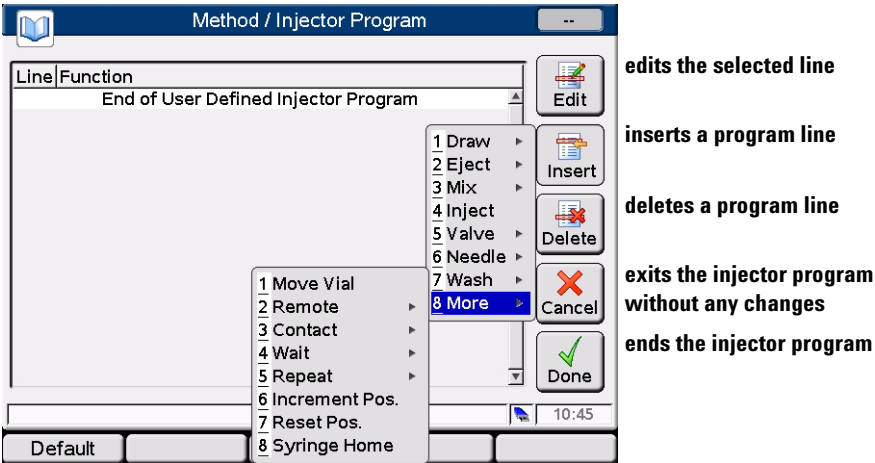 Method / Injector Program
--
Line Function
End of User Defined Injector Program
Edit
edits the selected line
Insert
inserts a program line
Delete
deletes a program line
Cancel
exits the injector program
without any changes
Done
ends the injector program
1 Draw
2 Eject
3 Mix
4 Inject
5 Valve
6 Needle
7 Wash
8 More
1 Move Vial
2 Remote
3 Contact
4 Wait
5 Repeat
6 Increment Pos.
7 Reset Pos.
8 Syringe Home
10:45
Default